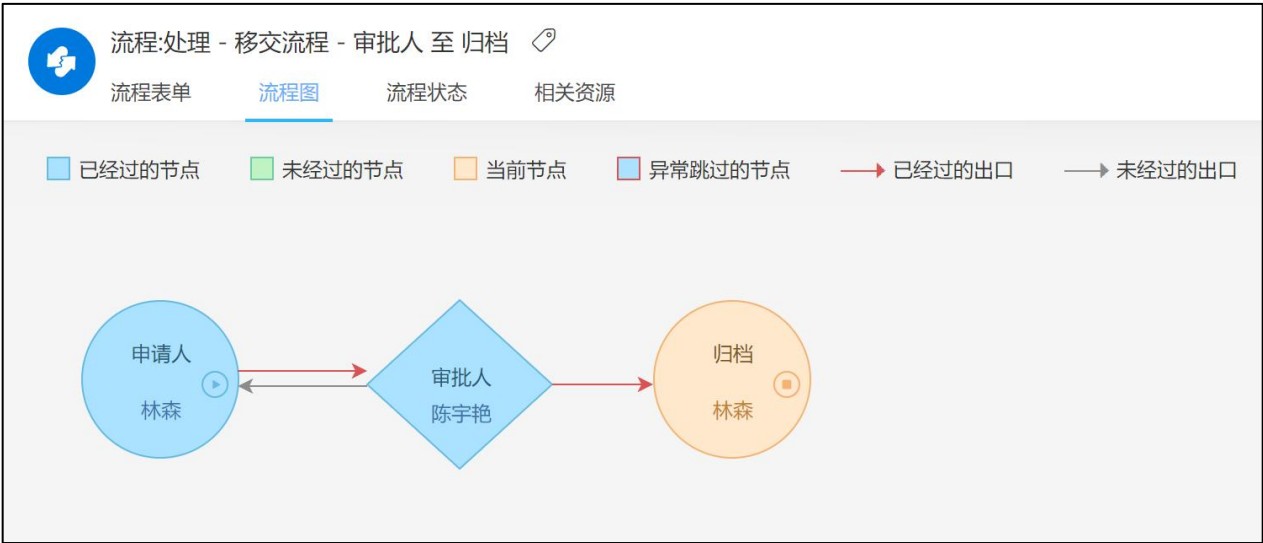 流程:处理 - 移交流程 - 审批人 至 归档
流程表单 流程图 流程状态 相关资源
已经过的节点 未经过的节点 当前节点 异常跳过的节点 已经过的出口 未经过的出口
申请人
林森
审批人
陈宇艳
归档
林森